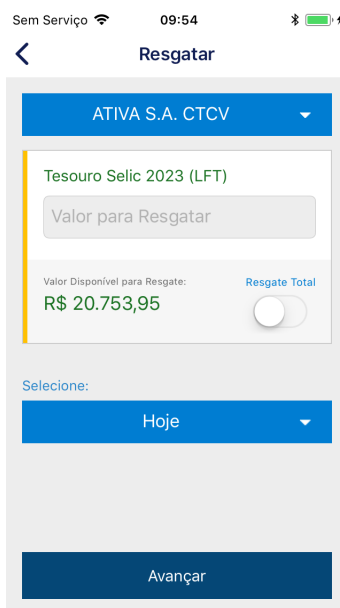 Sem Serviço 09:54
Resgatar
ATIVA S.A. CTCV
Tesouro Selic 2023 (LFT)
Valor para Resgatar
Valor Disponível para Resgate: Resgate Total
R$ 20.753,95
Selecione:
Hoje
Avançar